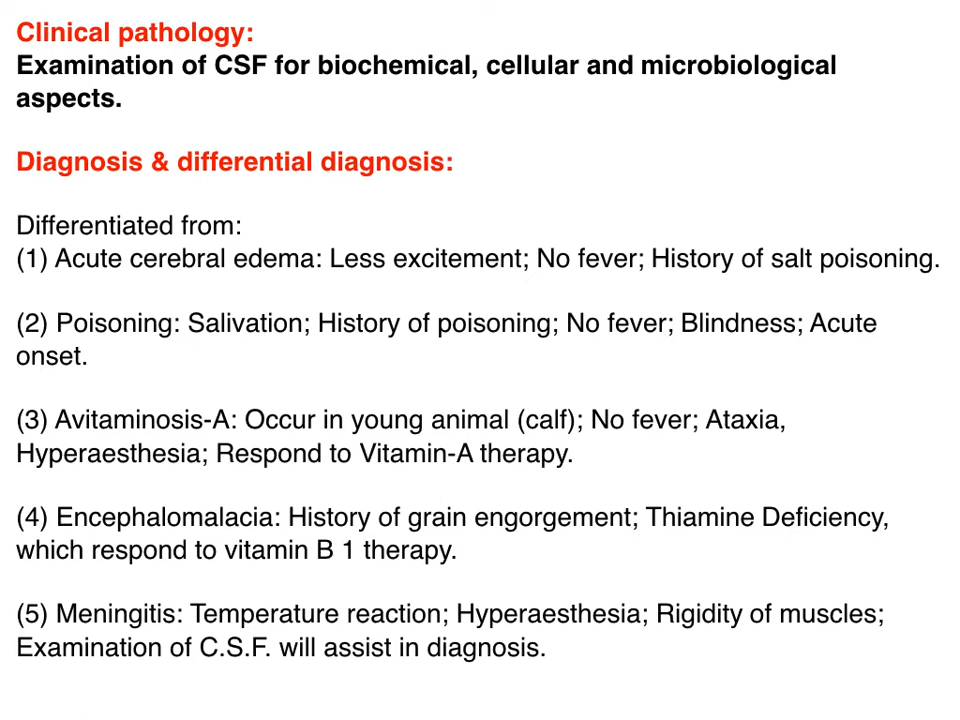 Clinical pathology:
Examination of CSF for biochemical, cellular and microbiological
aspects.
Diagnosis & differential diagnosis:
Differentiated from:
(1) Acute cerebral edema: Less excitement; No fever; History of salt poisoning.
(2) Poisoning: Salivation; History of poisoning; No fever; Blindness; Acute
onset.
(3) Avitaminosis-A: Occur in young animal (calf); No fever; Ataxia,
Hyperaesthesia; Respond to Vitamin-A therapy.
(4) Encephalomalacia: History of grain engorgement; Thiamine Deficiency,
which respond to vitamin B 1 therapy.
(5) Meningitis: Temperature reaction; Hyperaesthesia; Rigidity of muscles;
Examination of C.S.F. will assist in diagnosis.